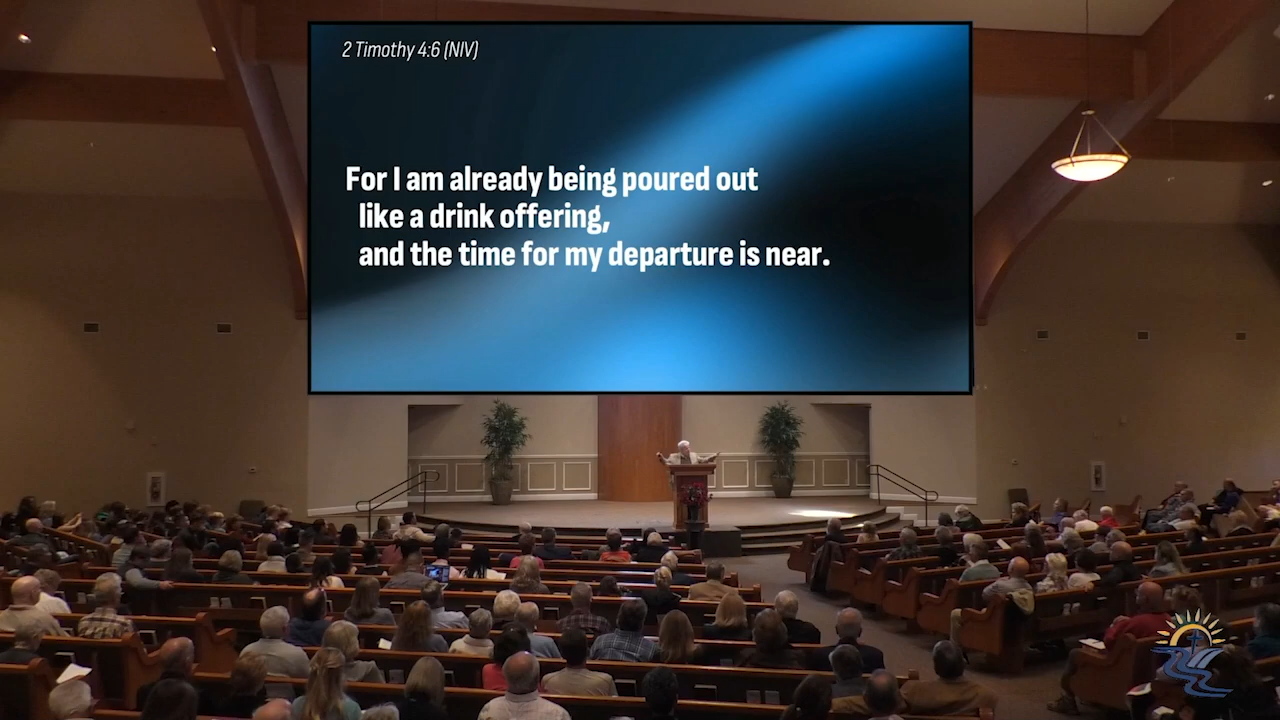 2 Timothy 4:6 (NIV)
For I am already being poured out
like a drink offering,
and the time for my departure is near.